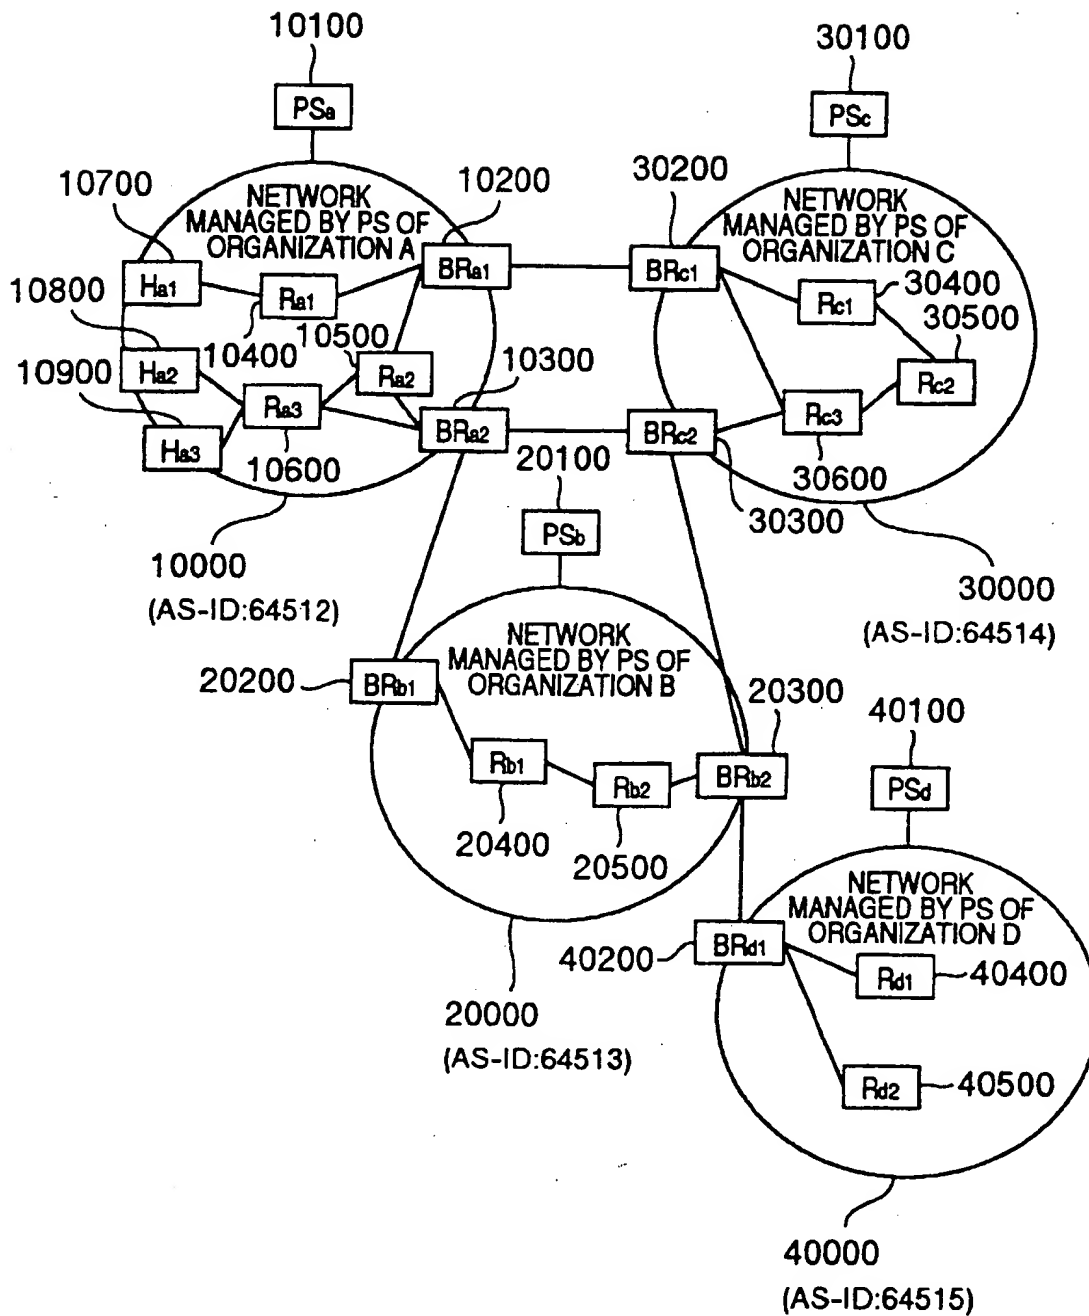 10100
30100
PSa
PSc
10700
10200
30200
NETWORK
MANAGED BY PS OF
ORGANIZATION A
NETWORK
MANAGED BY PS OF
ORGANIZATION C
BRa1
BRc1
10800
Ha1
Ra1
Rc1
30400
10400
10500
30500
10900
10300
Ha2
Ra2
Rc2
Ra3
Rc3
BRa2
BRc2
Ha3
20100
10600
30600
30300
PSb
10000
(AS-ID:64512)
30000
(AS-ID:64514)
NETWORK
MANAGED BY PS OF
ORGANIZATION B
20200
BRb1
20300
40100
Rb1
Rb2
BRb2
PSd
20400
20500
NETWORK
MANAGED BY PS OF
ORGANIZATION D
40200
BRd1
Rd1
40400
20000
(AS-ID:64513)
Rd2
40500
40000
(AS-ID:64515)